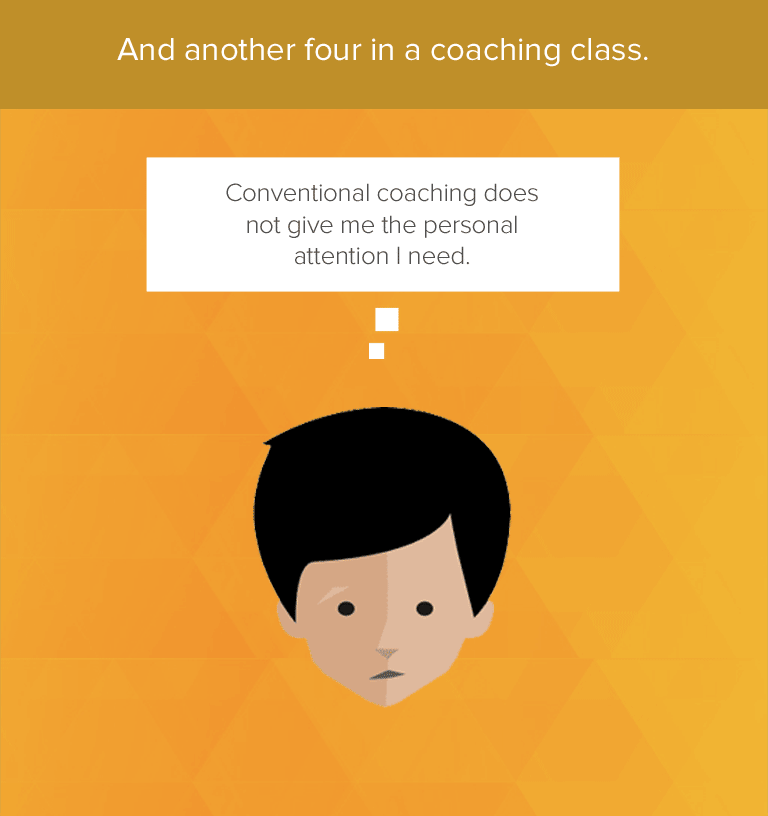 And another four in a coaching class.
Conventional coaching does
not give me the personal
attention I need.